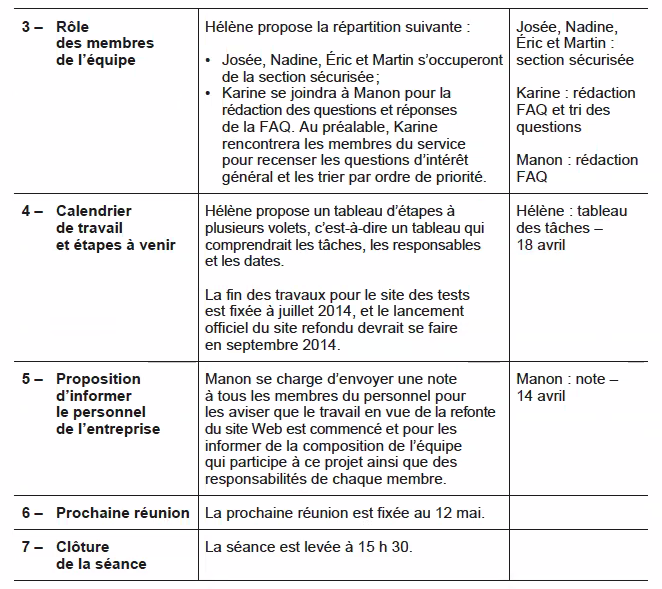 3 – Rôle
des membres
de l'équipe
Hélène propose la répartition suivante :
• Josée, Nadine, Éric et Martin s'occuperont
de la section sécurisée ;
• Karine se joindra à Manon pour la
rédaction des questions et réponses
de la FAQ. Au préalable, Karine
rencontrera les membres du service
pour recenser les questions d'intérêt
général et les trier par ordre de priorité.
Josée, Nadine,
Éric et Martin :
section sécurisée
Karine : rédaction
FAQ et tri des
questions
Manon : rédaction
FAQ
4 – Calendrier
de travail
et étapes à venir
Hélène propose un tableau d'étapes à
plusieurs volets, c'est-à-dire un tableau qui
comprendrait les tâches, les responsables
et les dates.
La fin des travaux pour le site des tests
est fixée à juillet 2014, et le lancement
officiel du site refondu devrait se faire
en septembre 2014.
Hélène : tableau
des tâches –
18 avril
5 – Proposition
d'informer
le personnel
de l'entreprise
Manon se charge d'envoyer une note
à tous les membres du personnel pour
les aviser que le travail en vue de la refonte
du site Web est commencé et pour les
informer de la composition de l'équipe
qui participe à ce projet ainsi que des
responsabilités de chaque membre.
Manon : note –
14 avril
6 – Prochaine réunion
La prochaine réunion est fixée au 12 mai.
7 – Clôture
de la séance
La séance est levée à 15 h 30.